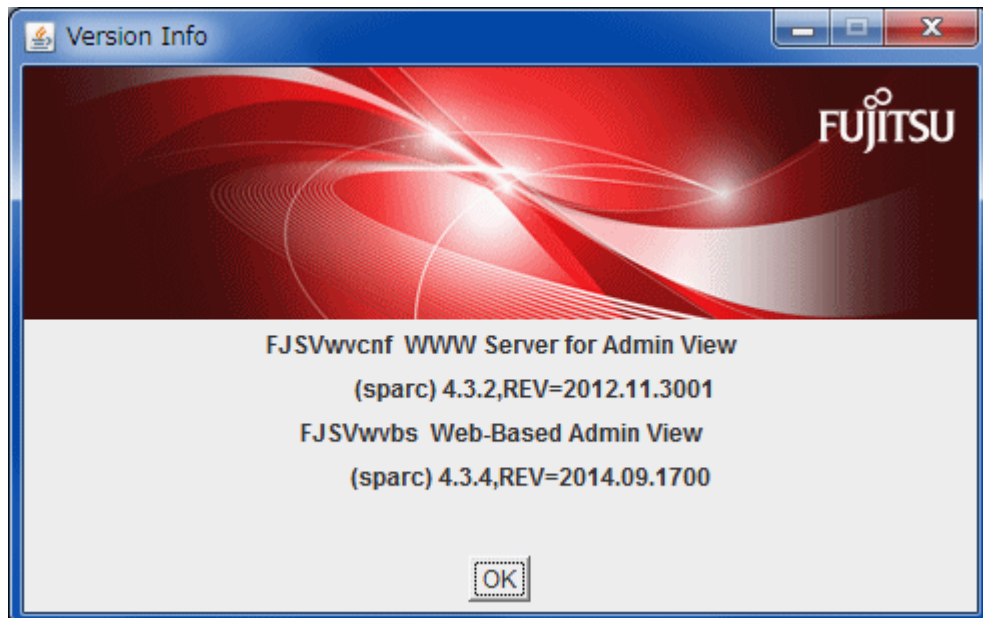 Version Info
FUJITSU
FJSVwvcnf WWW Server for Admin View
(sparc) 4.3.2,REV=2012.11.3001
FJSVwvbs Web-Based Admin View
(sparc) 4.3.4,REV=2014.09.1700
OK